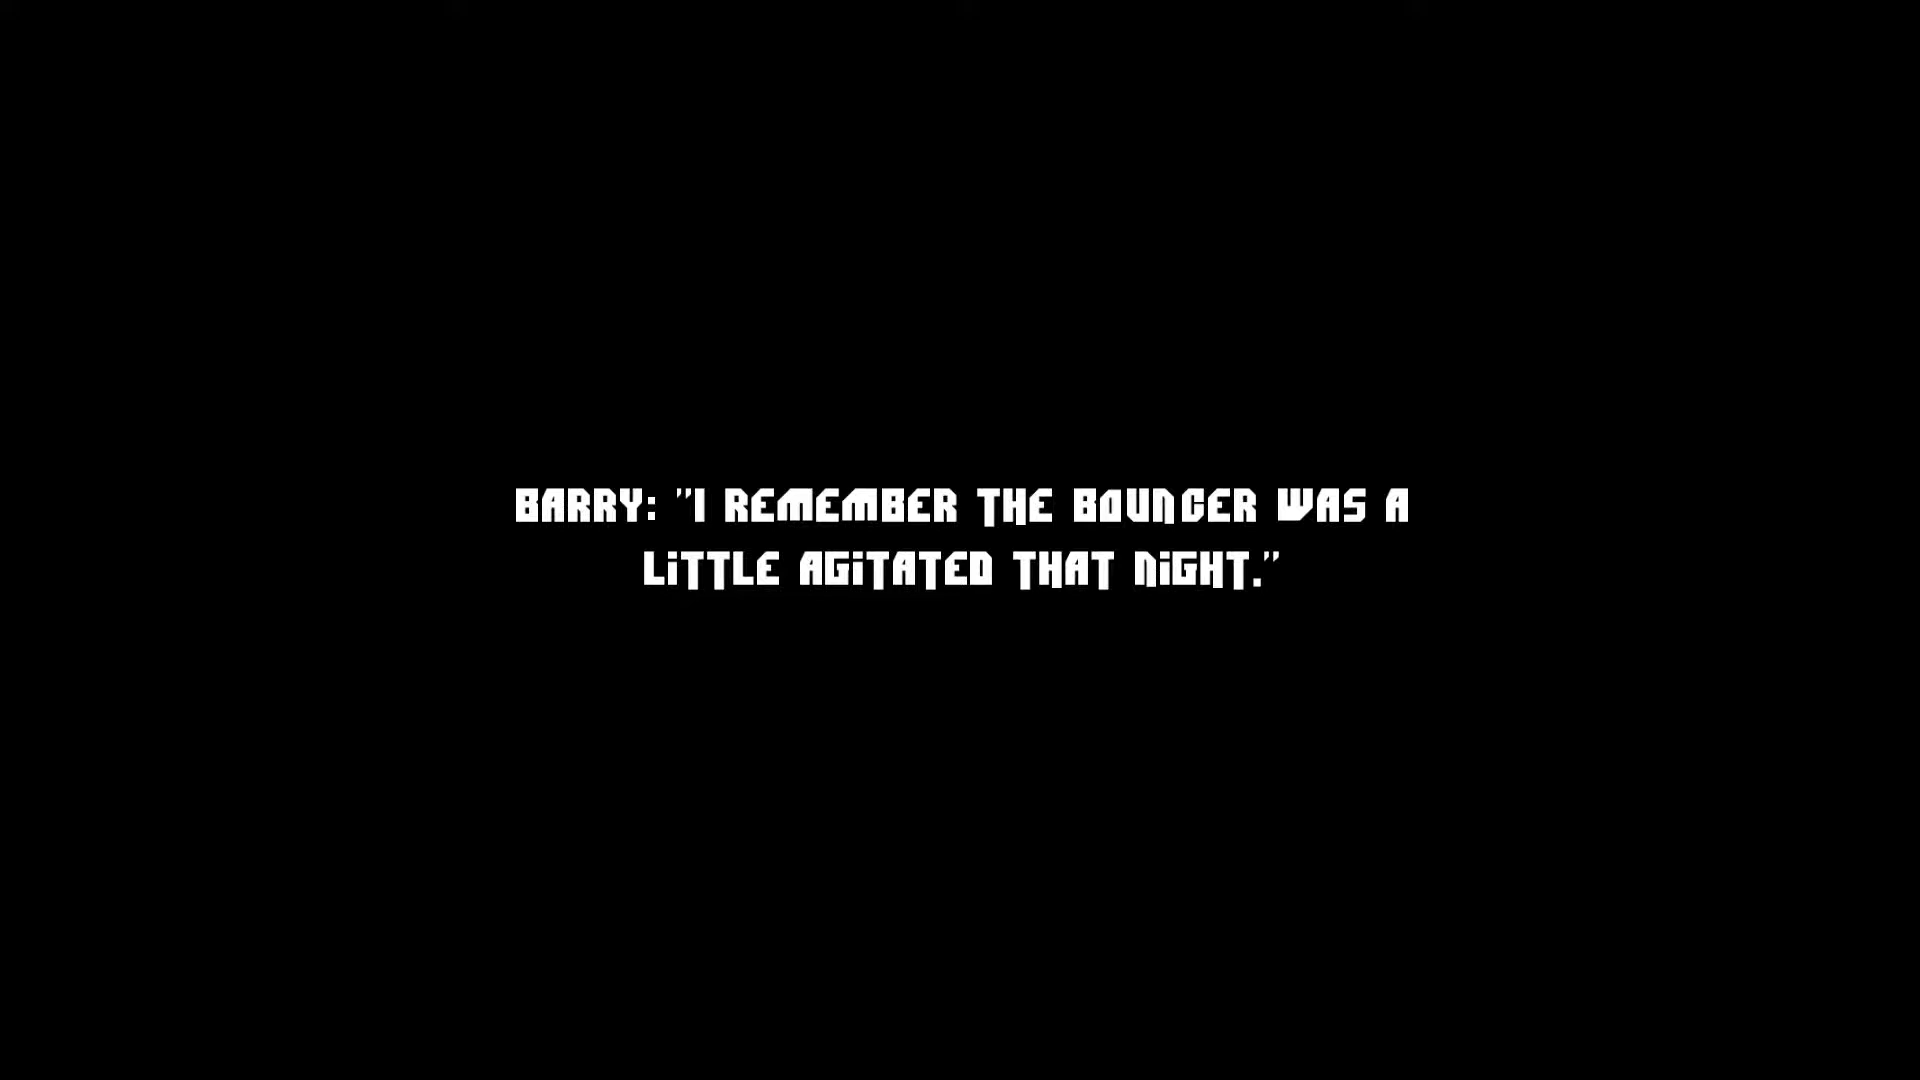 BARRY: "I REMEMBER THE BOUNCER WAS A
LiTTLE AGiTATED THAT NiGHT."